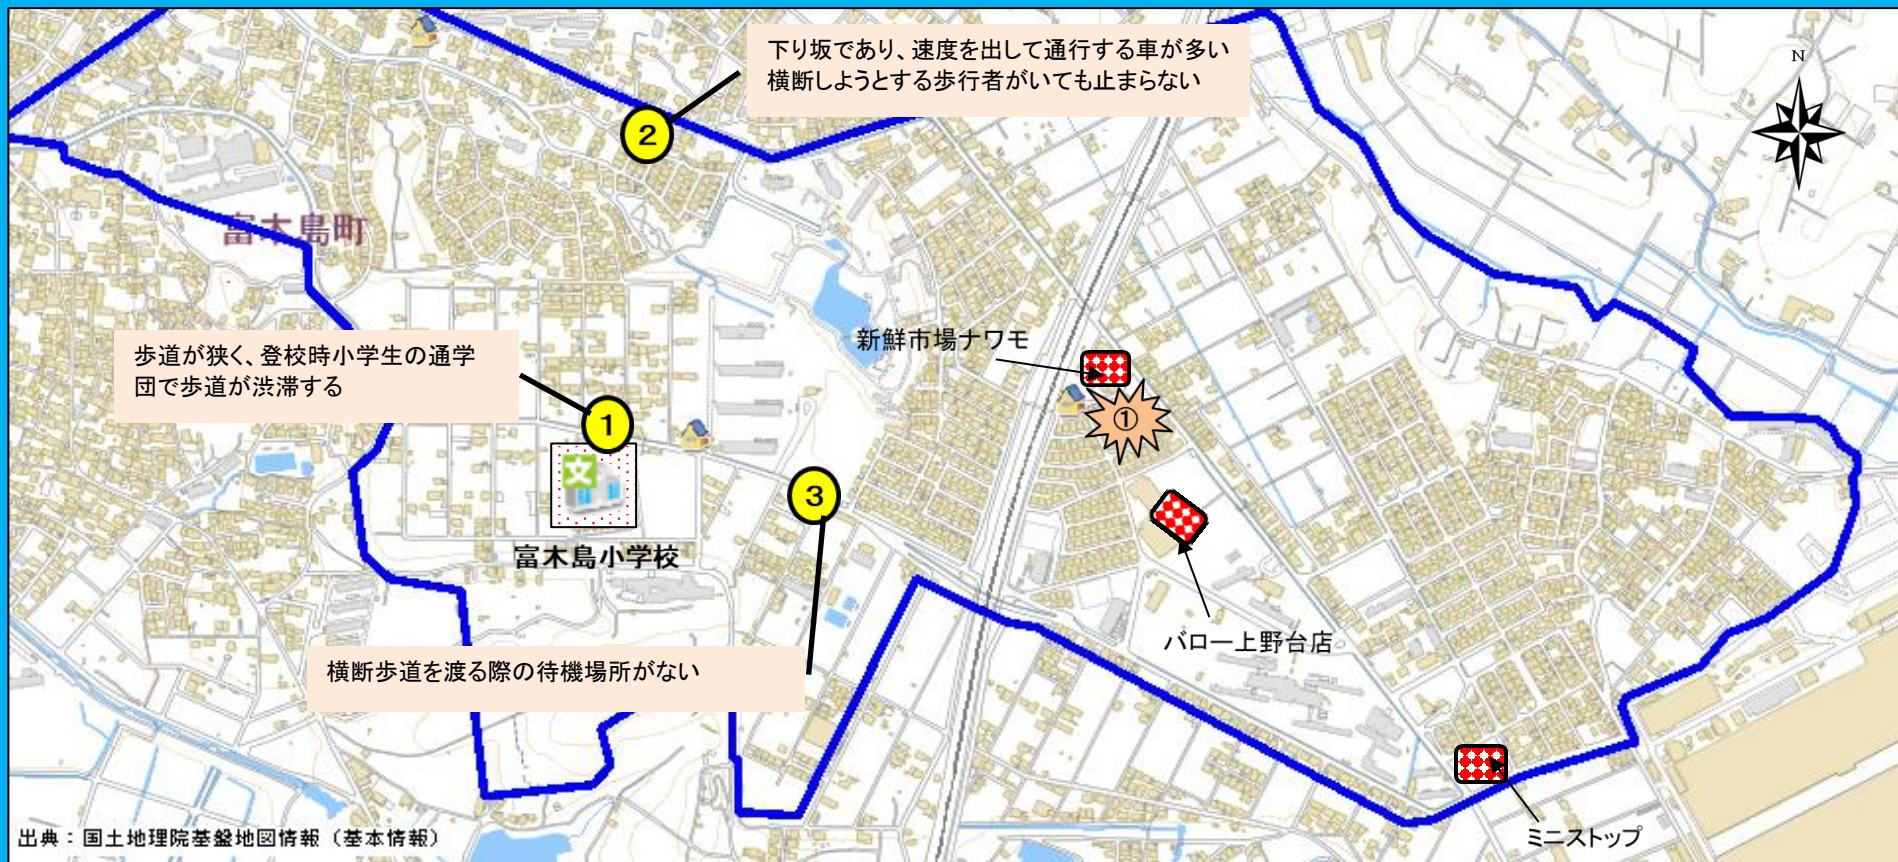 下り坂であり、速度を出して通行する車が多い
横断しようとする歩行者がいても止まらない
N
2
富木島町
新鮮市場ナワモ
歩道が狭く、登校時小学生の通学
団で歩道が渋滞する
1
①
文
3
富木島小学校
バロー上野台店
横断歩道を渡る際の待機場所がない
ミニストップ
出典：国土地理院基盤地図情報（基本情報）